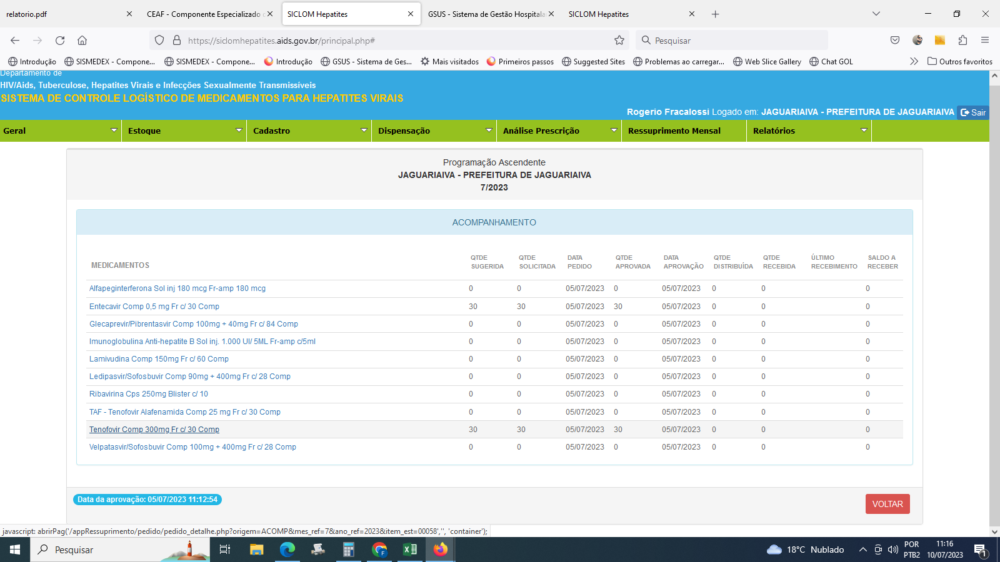 relatorio.pdf
CEAF - Componente Especializado
SICLOM Hepatites
GSUS - Sistema de Gestão Hospitala
SICLOM Hepatites
https://siclomhepatites.aids.gov.br/principal.php#
Pesquisar
Introdução
SISMEDEX - Compone...
SISMEDEX - Compone...
Introdução
GSUS - Sistema de Ges...
Mais visitados
Primeiros passos
Suggested Sites
Problemas ao carregar...
Web Slice Gallery
Chat GOL
Outros favoritos
Departamento de
HIV/Aids, Tuberculose, Hepatites Virais e Infecções Sexualmente Transmissíveis
SISTEMA DE CONTROLE LOGÍSTICO DE MEDICAMENTOS PARA HEPATITES VIRAIS
Rogerio Fracalossi Logado em: JAGUARIAIVA - PREFEITURA DE JAGUARIAIVA Sair
Geral Estoque Cadastro Dispensação Análise Prescrição Ressuprimento Mensal Relatórios
Programação Ascendente
JAGUARIAIVA - PREFEITURA DE JAGUARIAIVA
7/2023
ACOMPANHAMENTO
MEDICAMENTOS QTDE SUGERIDA QTDE SOLICITADA DATA PEDIDO QTDE APROVADA DATA APROVAÇÃO QTDE DISTRIBUÍDA QTDE RECEBIDA ÚLTIMO RECEBIMENTO SALDO A RECEBER
Alfapeginterferona Sol inj 180 mcg Fr-amp 180 mcg 0 0 05/07/2023 0 05/07/2023 0 0 0
Entecavir Comp 0,5 mg Fr c/ 30 Comp 30 30 05/07/2023 30 05/07/2023 0 0 0
Glecaprevir/Pibrentasvir Comp 100mg + 40mg Fr c/ 84 Comp 0 0 05/07/2023 0 05/07/2023 0 0 0
Imunoglobulina Anti-hepatite B Sol inj. 1.000 UI/ 5ML Fr-amp c/5ml 0 0 05/07/2023 0 05/07/2023 0 0 0
Lamivudina Comp 150mg Fr c/ 60 Comp 0 0 05/07/2023 0 05/07/2023 0 0 0
Ledipasvir/Sofosbuvir Comp 90mg + 400mg Fr c/ 28 Comp 0 0 05/07/2023 0 05/07/2023 0 0 0
Ribavirina Cps 250mg Blister c/ 10 0 0 05/07/2023 0 05/07/2023 0 0 0
TAF - Tenofovir Alafenamida Comp 25 mg Fr c/ 30 Comp 0 0 05/07/2023 0 05/07/2023 0 0 0
Tenofovir Comp 300mg Fr c/ 30 Comp 30 30 05/07/2023 30 05/07/2023 0 0 0
Velpatasvir/Sofosbuvir Comp 100mg + 400mg Fr c/ 28 Comp 0 0 05/07/2023 0 05/07/2023 0 0 0
Data da aprovação: 05/07/2023 11:12:54
VOLTAR
javascript: abrirPag('/appRessuprimento/pedido/pedido_detalhe.php?origem=ACOMP&mes_ref=7&ano_ref=2023&item_est=00058','', 'container');
Pesquisar
18°C Nublado
POR
PTB2
11:16
10/07/2023
1